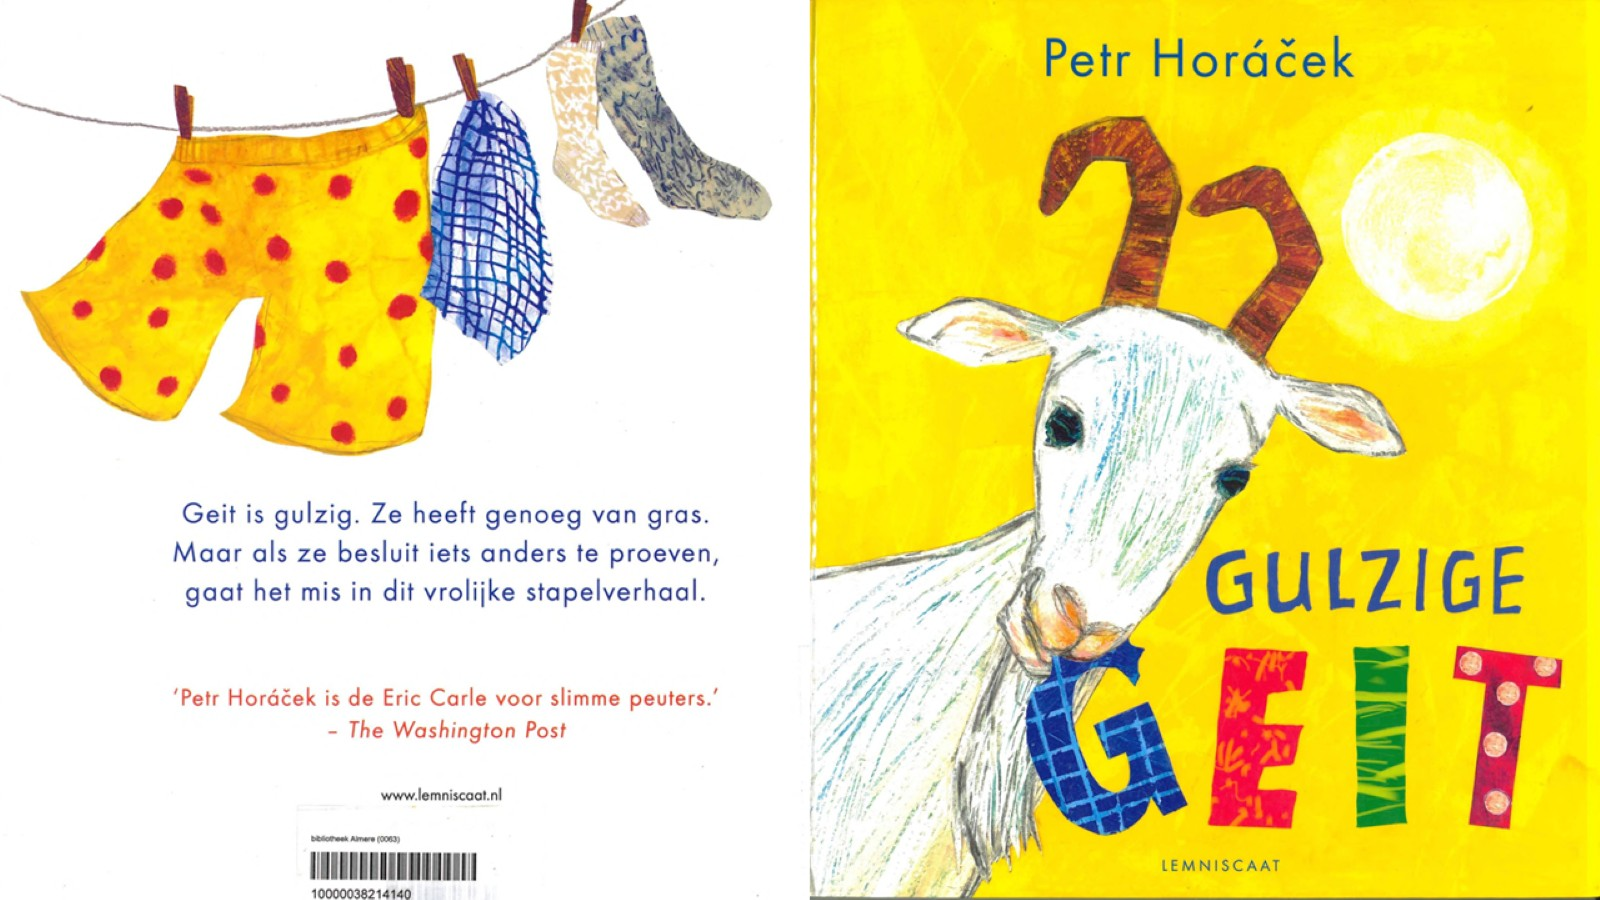 Geit is gulzig. Ze heeft genoeg van gras.
Maar als ze besluit iets anders te proeven,
gaat het mis in dit vrolijke stapelverhaal.
‘Petr Horáček is de Eric Carle voor slimme peuters.’
– The Washington Post
www.lemniscaat.nl
bibliotheek Almere (0063)
10000038214140
Petr Horáček
GULZIGE
GEIT
LEMNISCAAT